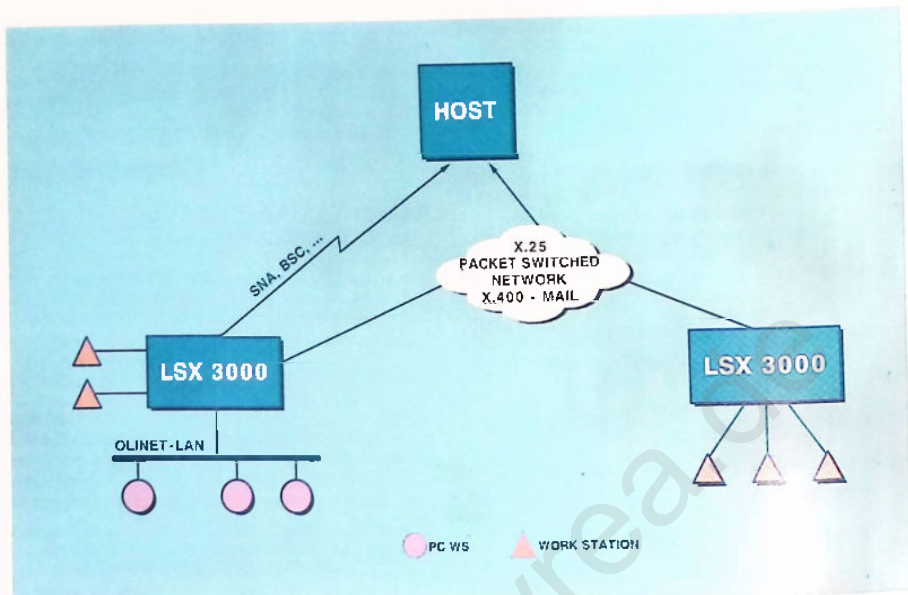 HOST
SNA, BSC, ...
X.25
PACKET SWITCHED
NETWORK
X.400 - MAIL
LSX 3000
LSX 3000
OLINET-LAN
PC WS
WORK STATION